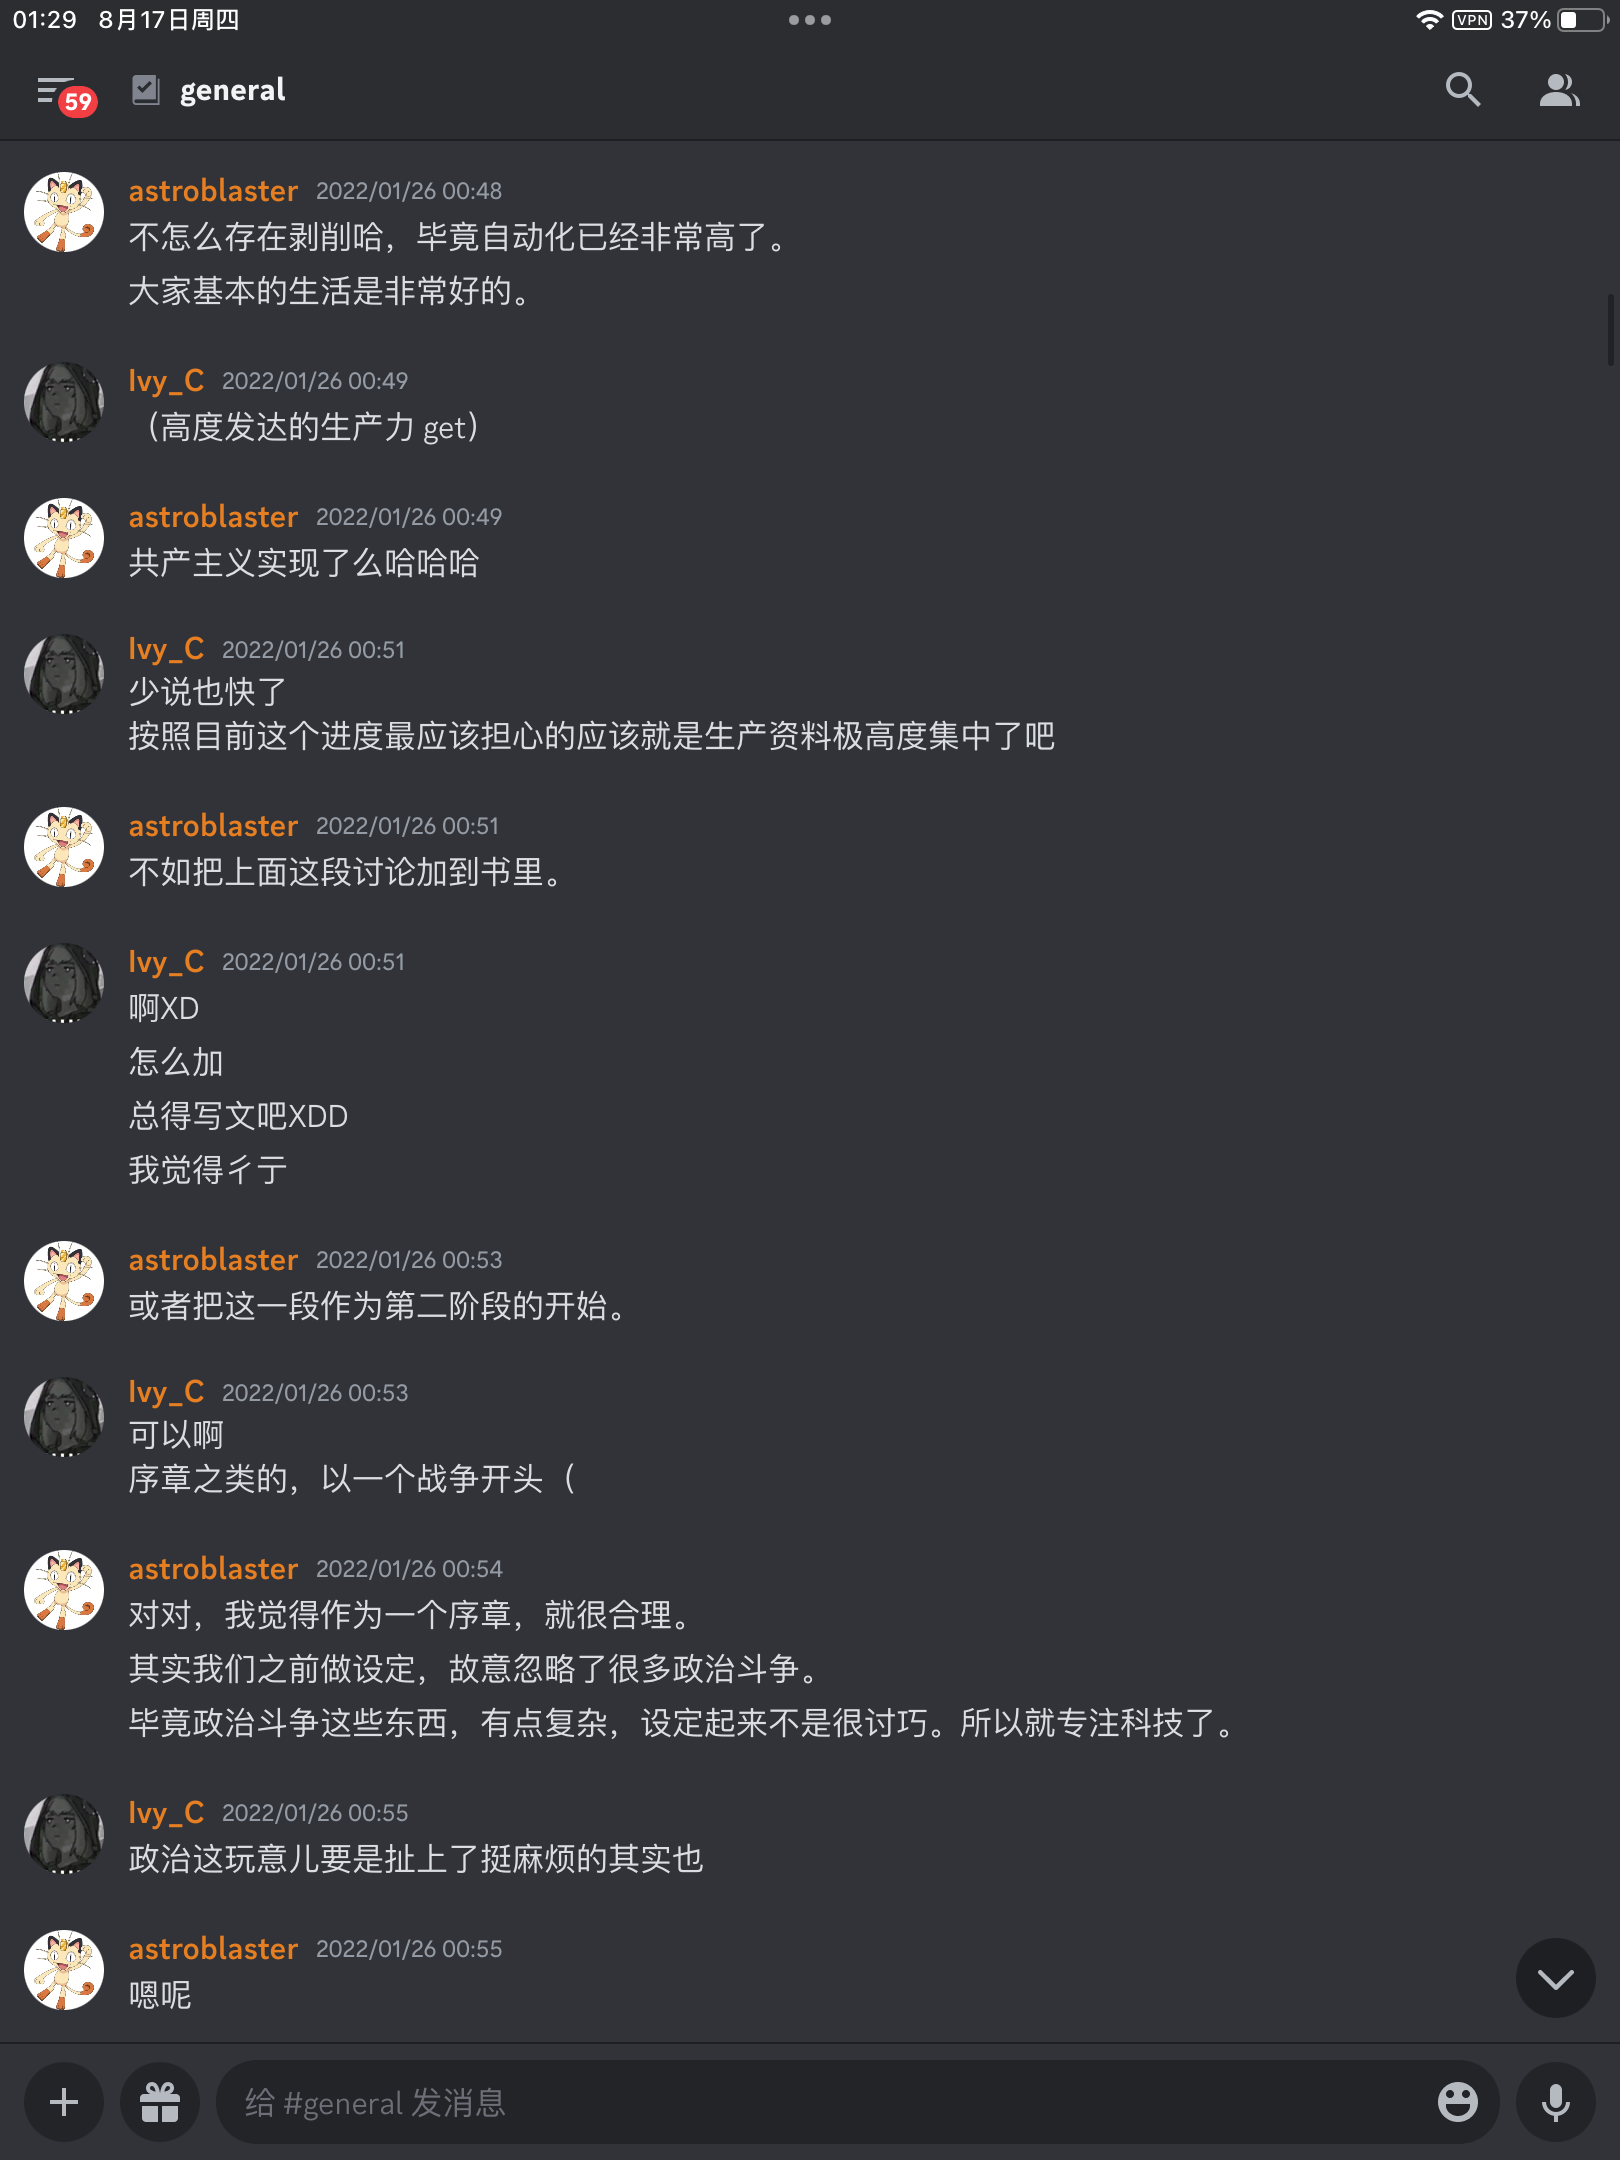 01:29 8月17日周四
VPN 37%
59
general
astroblaster 2022/01/26 00:48
不怎么存在剥削哈，毕竟自动化已经非常高了。
大家基本的生活是非常好的。
Ivy_C 2022/01/26 00:49
（高度发达的生产力 get）
astroblaster 2022/01/26 00:49
共产主义实现了么哈哈哈
Ivy_C 2022/01/26 00:51
少说也快了
按照目前这个进度最应该担心的应该就是生产资料极高度集中了吧
astroblaster 2022/01/26 00:51
不如把上面这段讨论加到书里。
Ivy_C 2022/01/26 00:51
啊XD
怎么加
总得写文吧XDD
我觉得彳亍
astroblaster 2022/01/26 00:53
或者把这一段作为第二阶段的开始。
Ivy_C 2022/01/26 00:53
可以啊
序章之类的，以一个战争开头（
astroblaster 2022/01/26 00:54
对对，我觉得作为一个序章，就很合理。
其实我们之前做设定，故意忽略了很多政治斗争。
毕竟政治斗争这些东西，有点复杂，设定起来不是很讨巧。所以就专注科技了。
Ivy_C 2022/01/26 00:55
政治这玩意儿要是扯上了挺麻烦的其实也
astroblaster 2022/01/26 00:55
嗯呢
给 #general 发消息